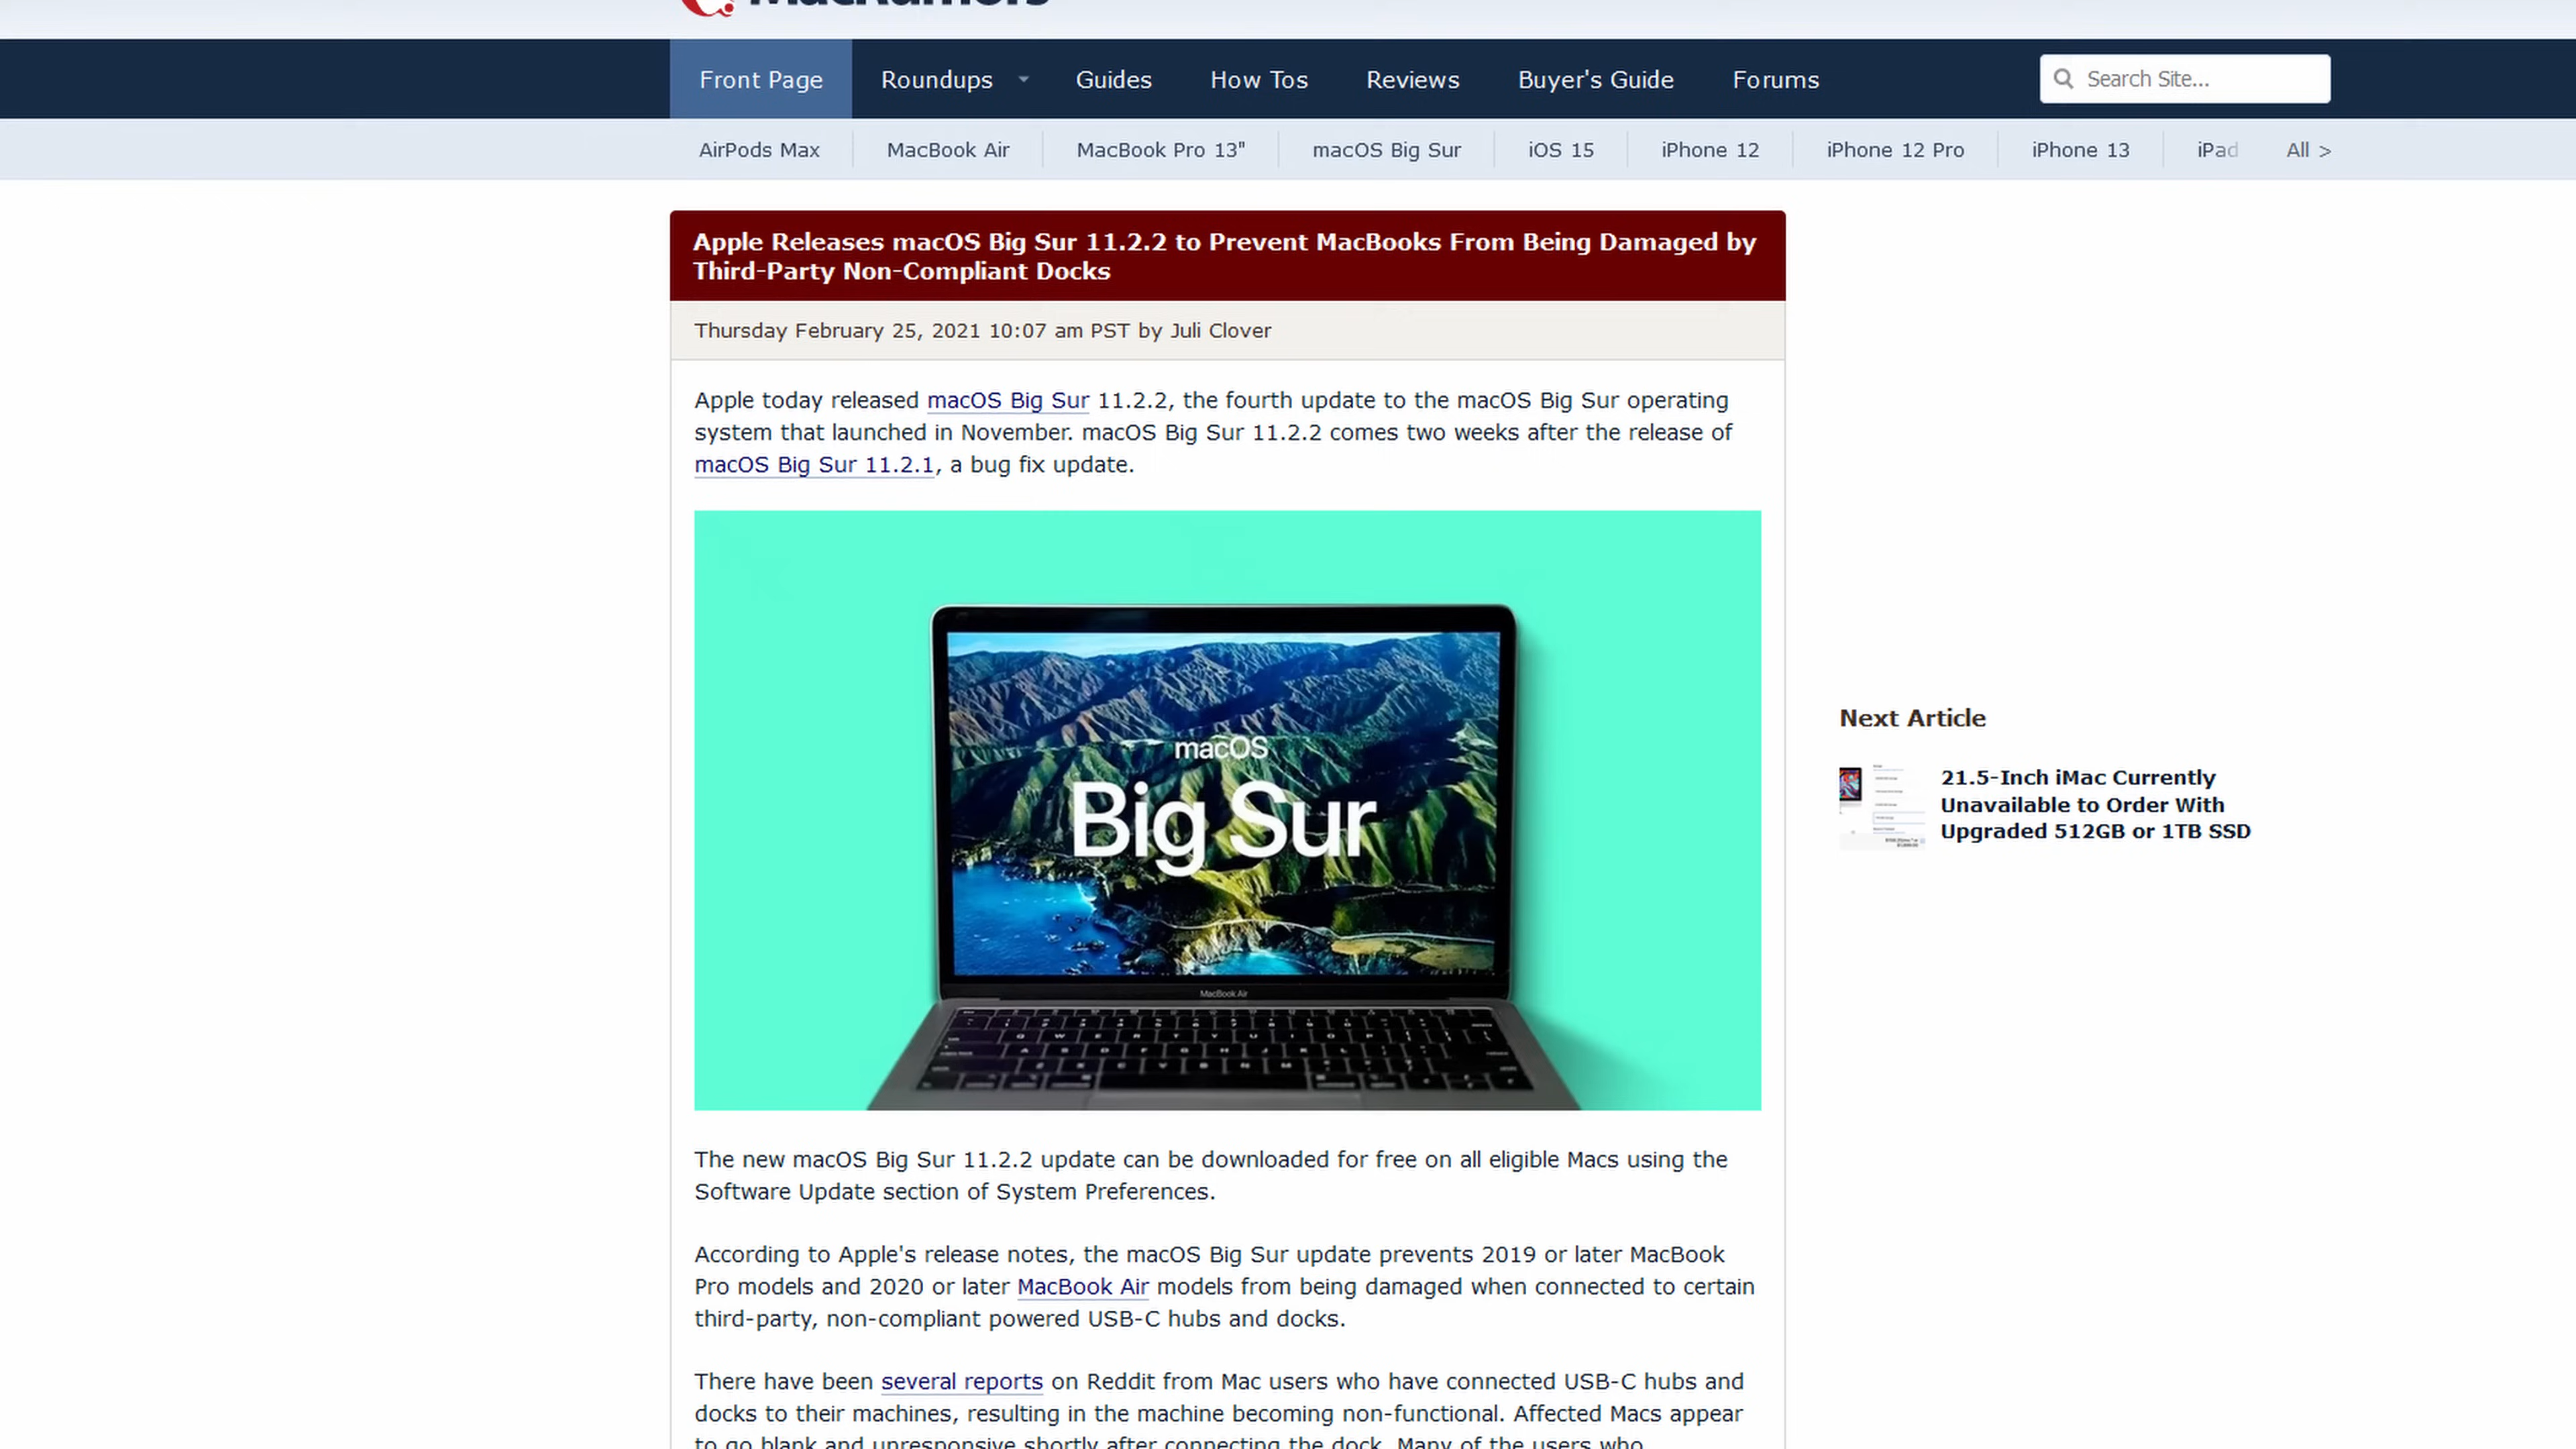 MacRumors
Front Page Roundups Guides How Tos Reviews Buyer's Guide Forums Search Site...
AirPods Max MacBook Air MacBook Pro 13" macOS Big Sur iOS 15 iPhone 12 iPhone 12 Pro iPhone 13 iPad All >
Apple Releases macOS Big Sur 11.2.2 to Prevent MacBooks From Being Damaged by
Third-Party Non-Compliant Docks
Thursday February 25, 2021 10:07 am PST by Juli Clover
Apple today released macOS Big Sur 11.2.2, the fourth update to the macOS Big Sur operating
system that launched in November. macOS Big Sur 11.2.2 comes two weeks after the release of
macOS Big Sur 11.2.1, a bug fix update.
macOS
Big Sur
MacBook Air
Next Article
21.5-Inch iMac Currently
Unavailable to Order With
Upgraded 512GB or 1TB SSD
The new macOS Big Sur 11.2.2 update can be downloaded for free on all eligible Macs using the
Software Update section of System Preferences.
According to Apple's release notes, the macOS Big Sur update prevents 2019 or later MacBook
Pro models and 2020 or later MacBook Air models from being damaged when connected to certain
third-party, non-compliant powered USB-C hubs and docks.
There have been several reports on Reddit from Mac users who have connected USB-C hubs and
docks to their machines, resulting in the machine becoming non-functional. Affected Macs appear
to go blank and unresponsive shortly after connecting the dock. Many of the users who